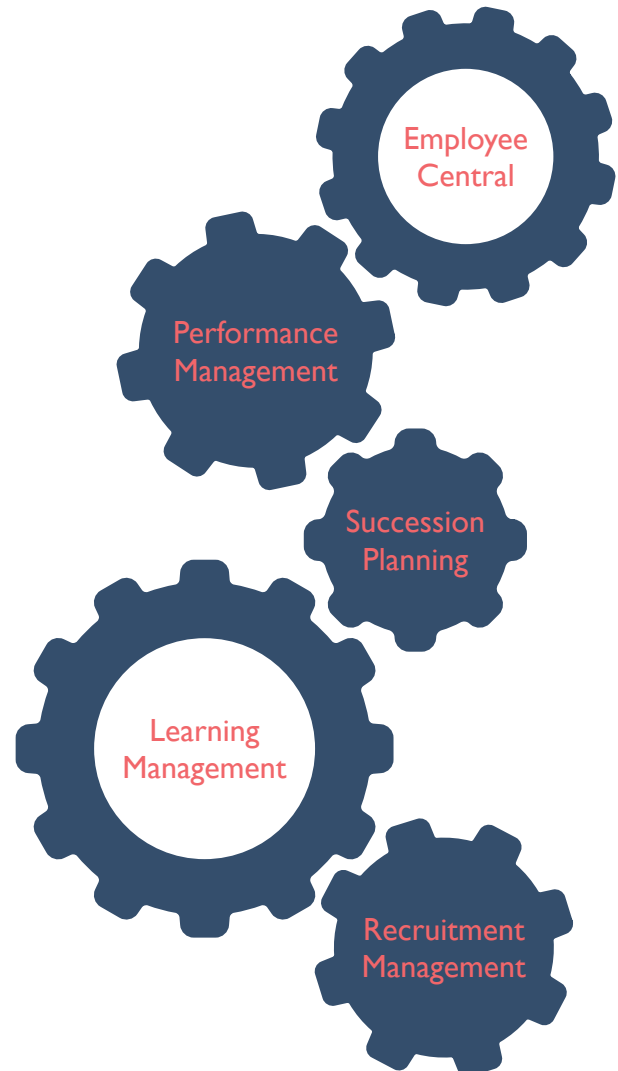 Employee
Central
Performance
Management
Succession
Planning
Learning
Management
Recruitment
Management